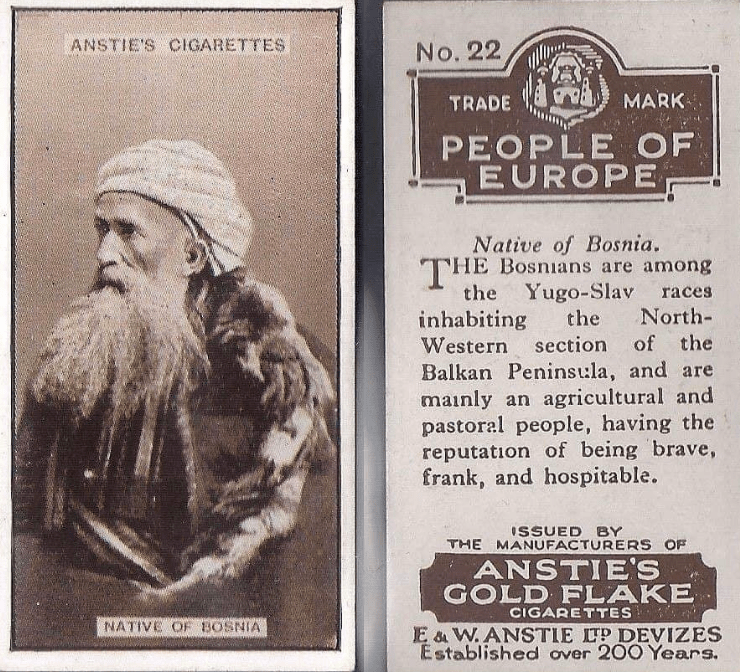 ANSTIE'S CIGARETTES
NATIVE OF BOSNIA
No. 22
TRADE MARK
PEOPLE OF
EUROPE
Native of Bosnia.
THE Bosnians are among
the Yugo-Slav races
inhabiting the North-
Western section of the
Balkan Peninsula, and are
mainly an agricultural and
pastoral people, having the
reputation of being brave,
frank, and hospitable.
ISSUED BY
THE MANUFACTURERS OF
ANSTIE'S
GOLD FLAKE
CIGARETTES
E & W. ANSTIE LTD DEVIZES
Established over 200 Years.